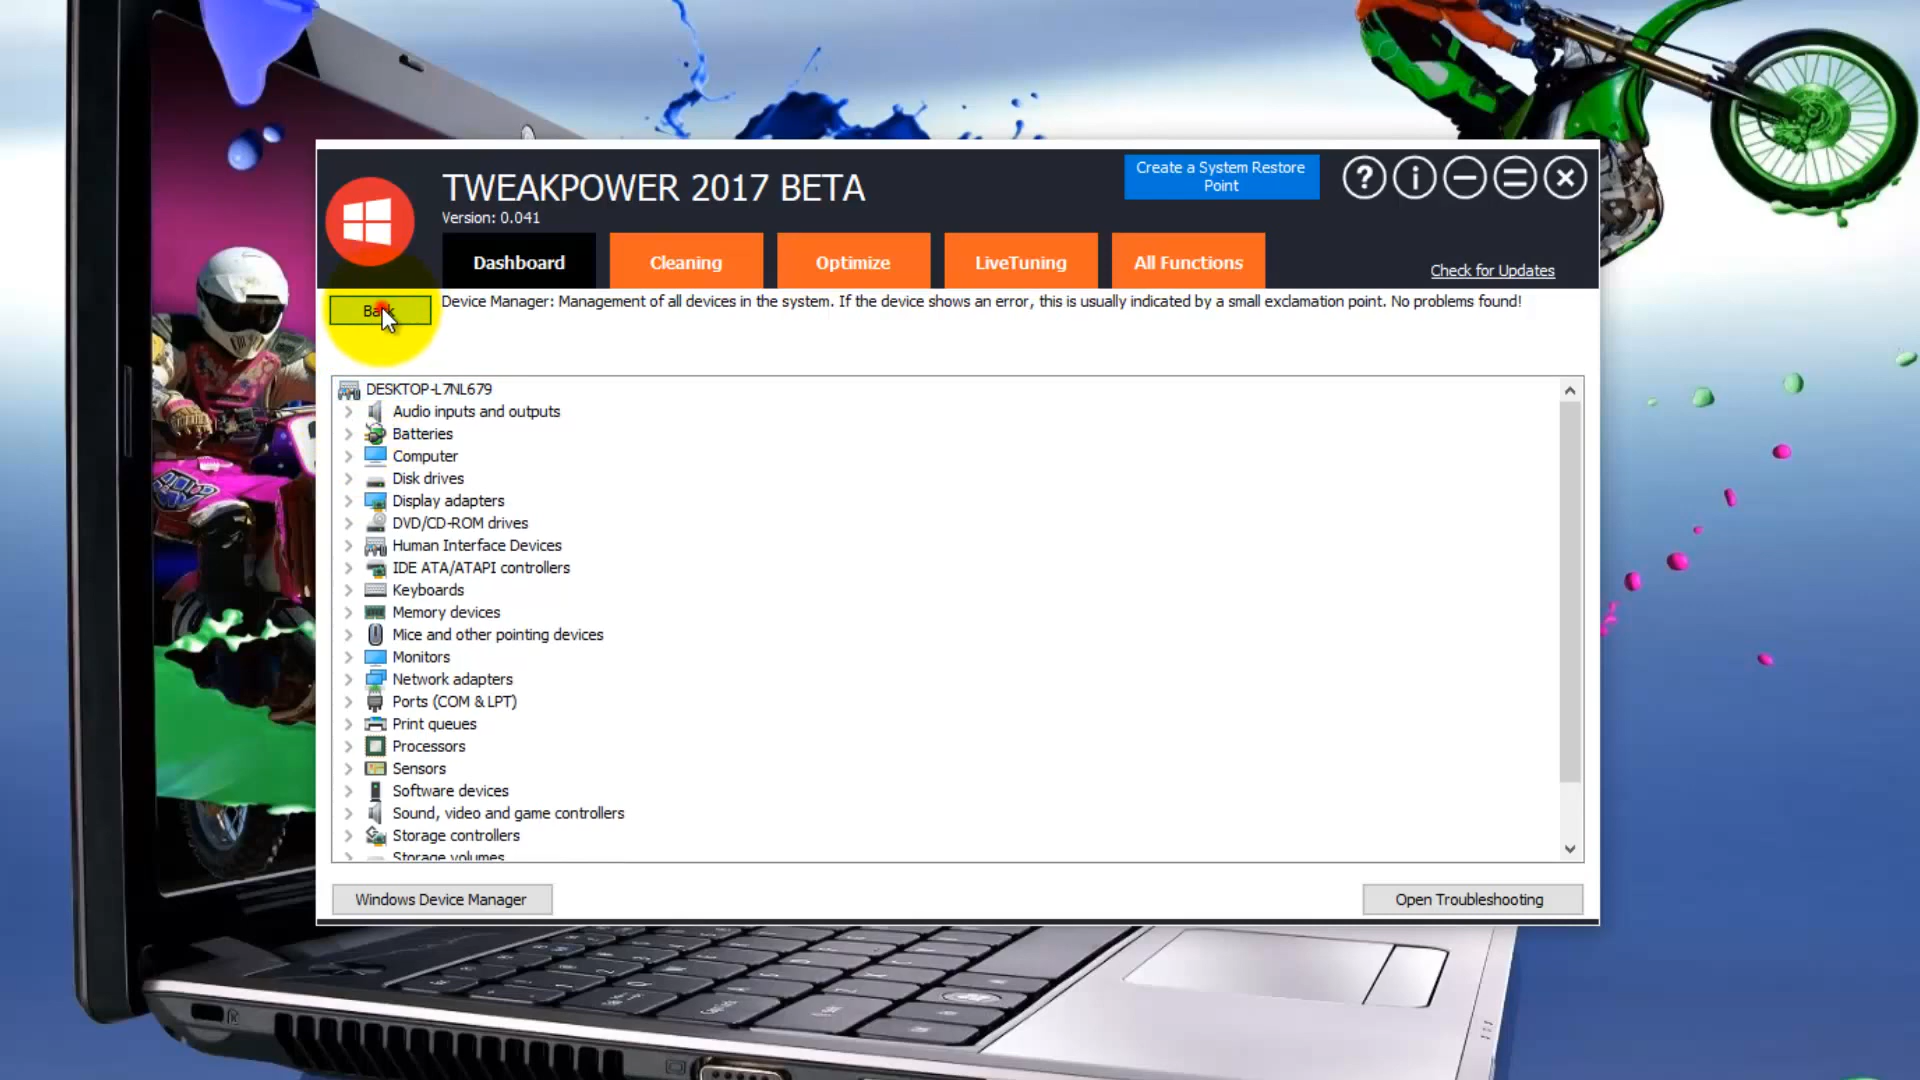 TWEAKPOWER 2017 BETA
Version: 0.041
Create a System Restore
Point
Dashboard
Cleaning
Optimize
LiveTuning
All Functions
Check for Updates
Back
Device Manager: Management of all devices in the system. If the device shows an error, this is usually indicated by a small exclamation point. No problems found!
DESKTOP-L7NL679
Audio inputs and outputs
Batteries
Computer
Disk drives
Display adapters
DVD/CD-ROM drives
Human Interface Devices
IDE ATA/ATAPI controllers
Keyboards
Memory devices
Mice and other pointing devices
Monitors
Network adapters
Ports (COM & LPT)
Print queues
Processors
Sensors
Software devices
Sound, video and game controllers
Storage controllers
Storage volumes
Windows Device Manager
Open Troubleshooting